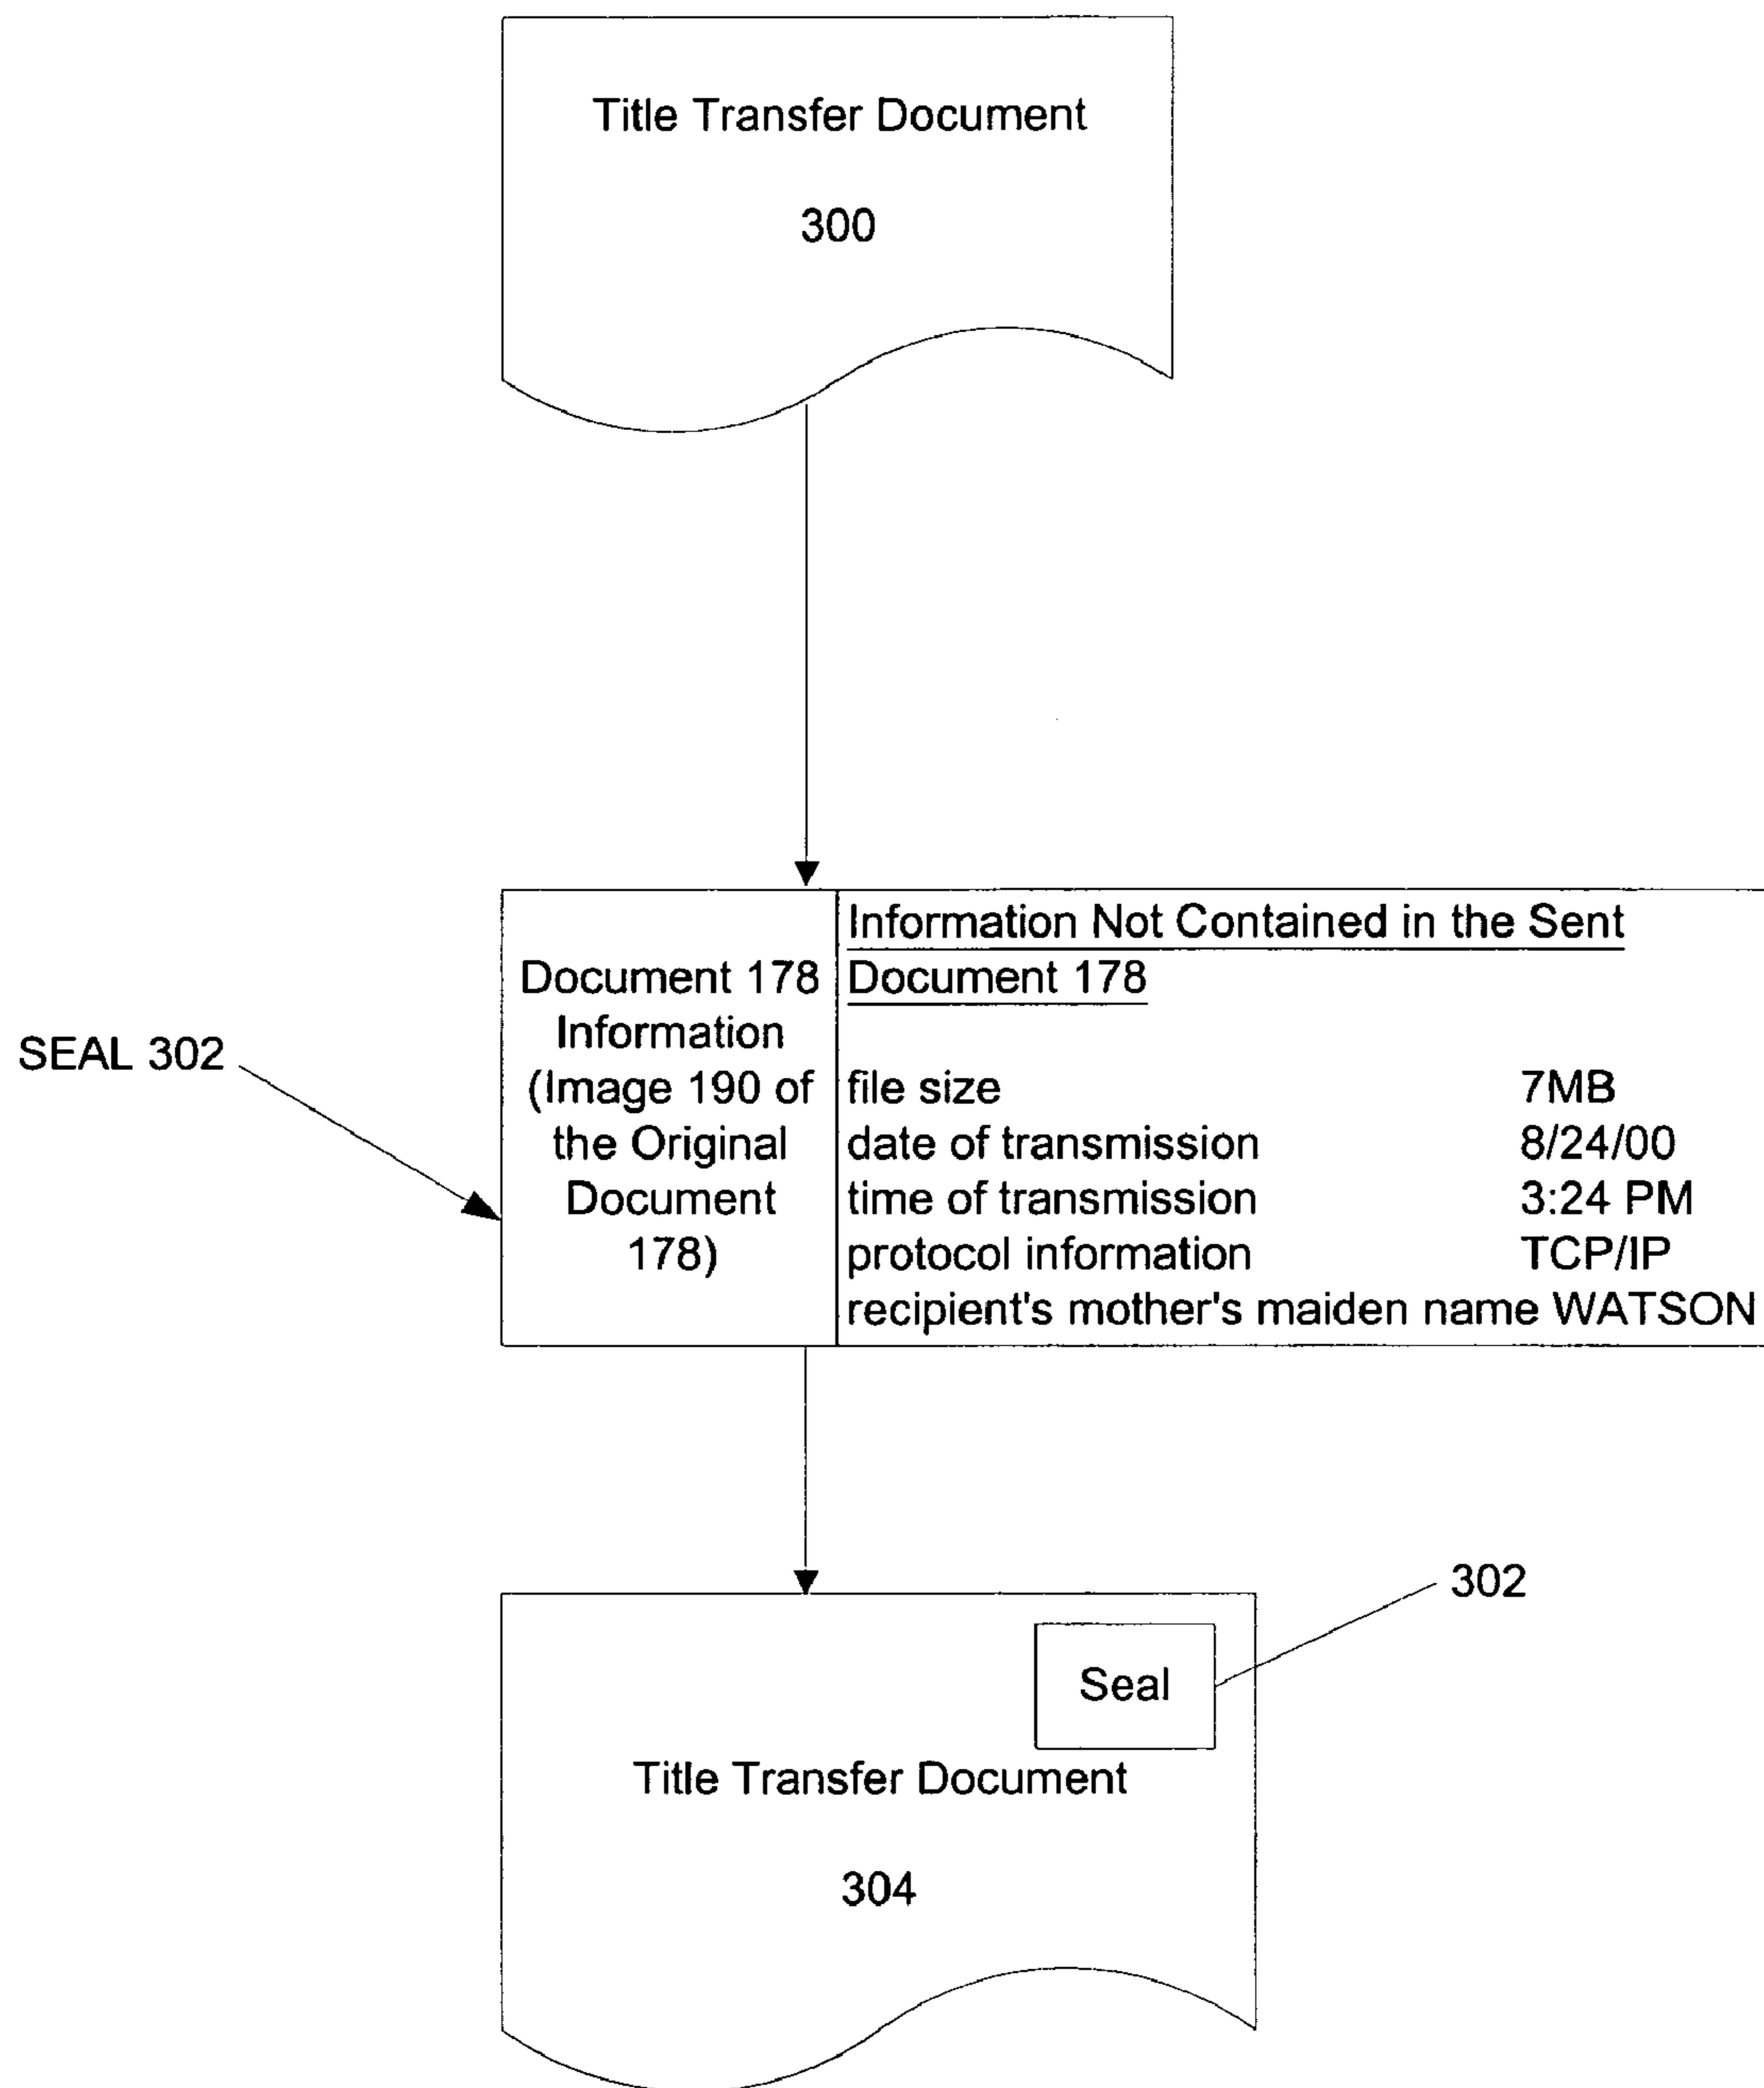 Title Transfer Document
300
SEAL 302
Document 178
Information
(Image 190 of
the Original
Document
178)
Information Not Contained in the Sent
Document 178
file size 7MB
date of transmission 8/24/00
time of transmission 3:24 PM
protocol information TCP/IP
recipient's mother's maiden name WATSON
302
Seal
Title Transfer Document
304